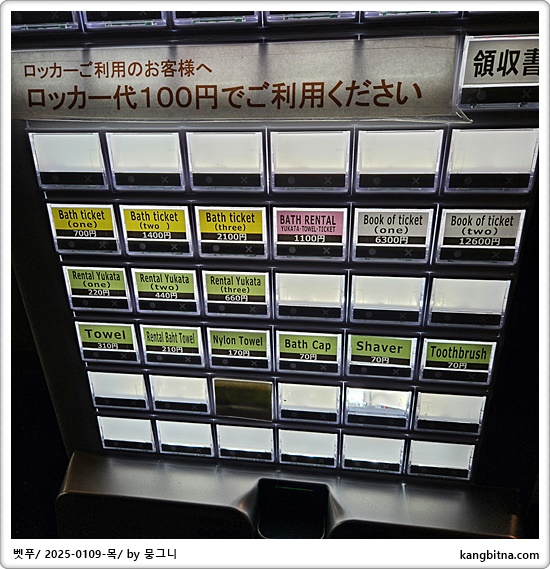 ロッカーご利用のお客様へ
ロッカー代100円でご利用ください
領収書
Bath ticket
(one)
700円
Bath ticket
(two )
1400円
Bath ticket
(three)
2100円
BATH RENTAL
YUKATA·TOWEL·TICKET
1100円
Book of ticket
(one)
6300円
Book of ticket
(two)
12600円
Rental Yukata
(one)
220円
Rental Yukata
(two)
440円
Rental Yukata
(three)
660円
Towel
310円
Rental Baht Towel
210円
Nylon Towel
170円
Bath Cap
70円
Shaver
70円
Toothbrush
70円
벳푸/ 2025-0109-목/ by 뭉그니
kangbitna.com